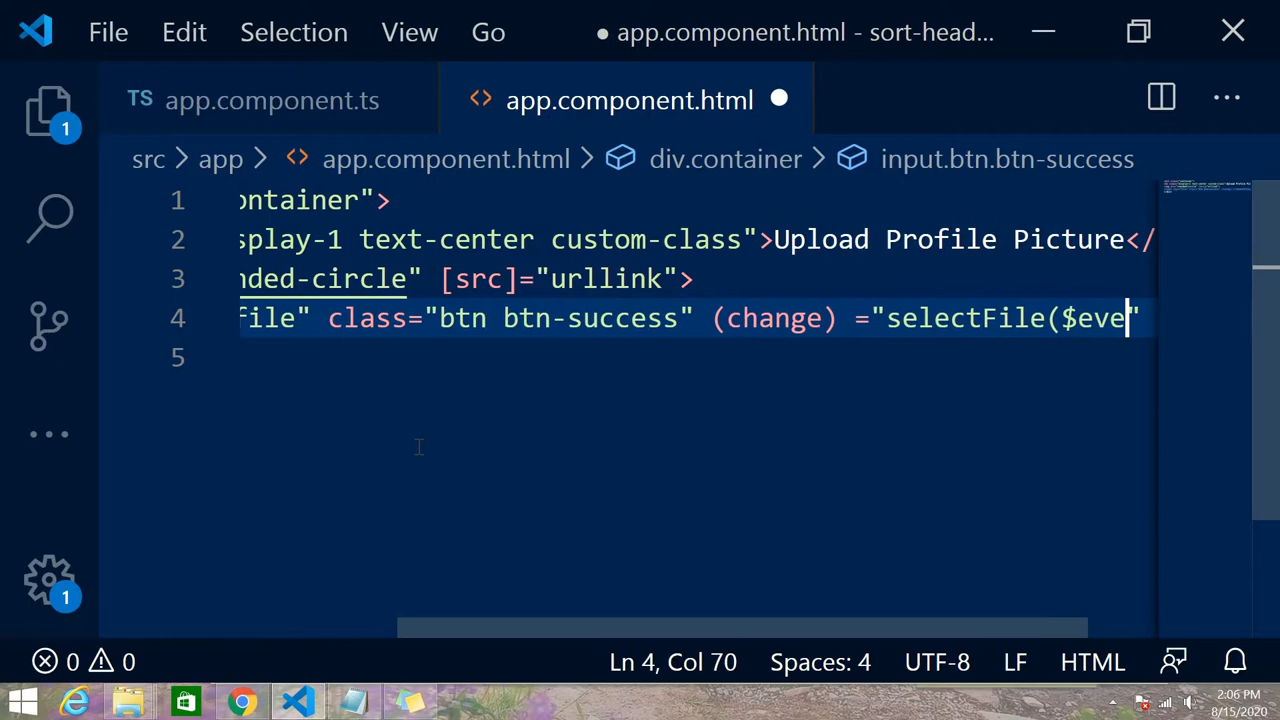 File Edit Selection View Go ● app.component.html - sort-head...
TS app.component.ts <> app.component.html
1
src > app > <> app.component.html > div.container > input.btn.btn-success
1 ontainer">
2 splay-1 text-center custom-class">Upload Profile Picture</
3 nded-circle" [src]="urllink">
4 file" class="btn btn-success" (change) ="selectFile($eve"
5
1
0 0 Ln 4, Col 70 Spaces: 4 UTF-8 LF HTML
2:06 PM
8/15/2020